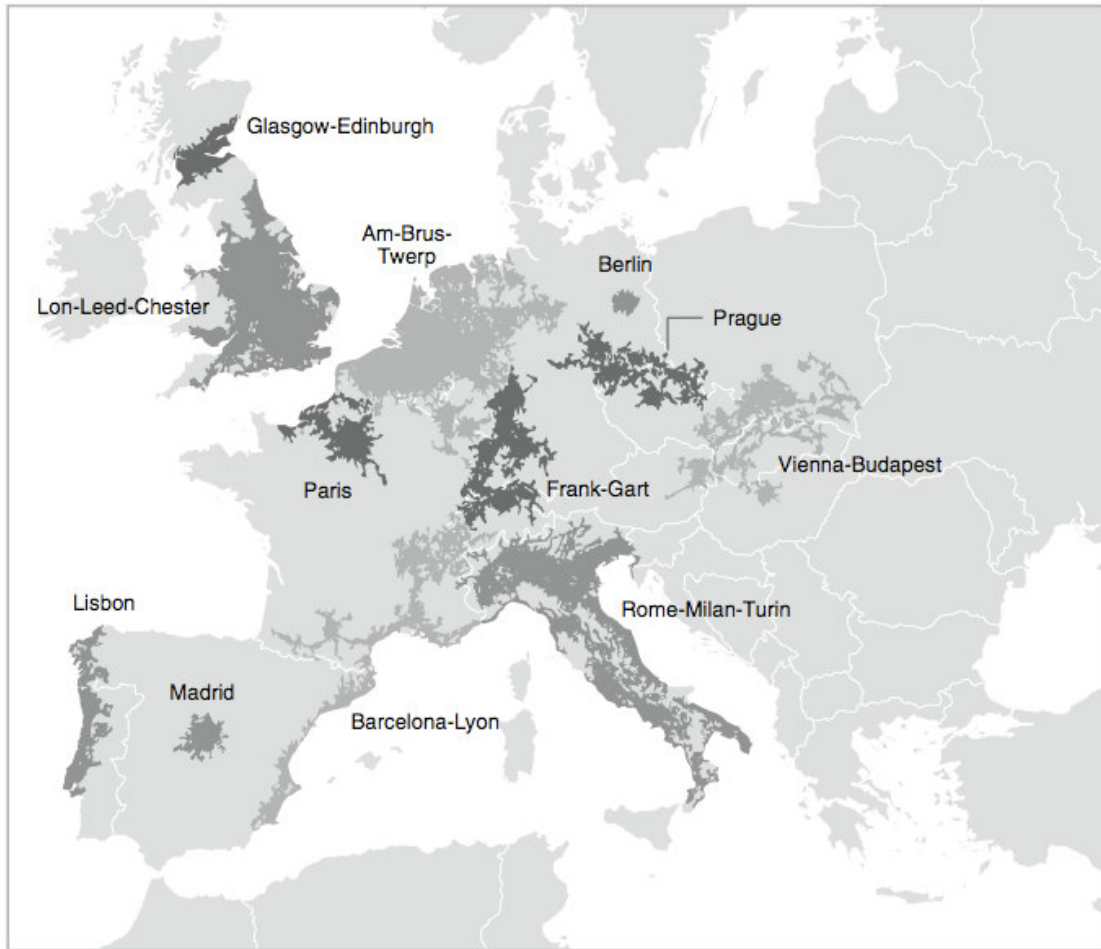 Glasgow-Edinburgh
Am-Brus-
Twerp
Berlin
Lon-Leed-Chester
Prague
Vienna-Budapest
Paris
Frank-Gart
Lisbon
Rome-Milan-Turin
Madrid
Barcelona-Lyon